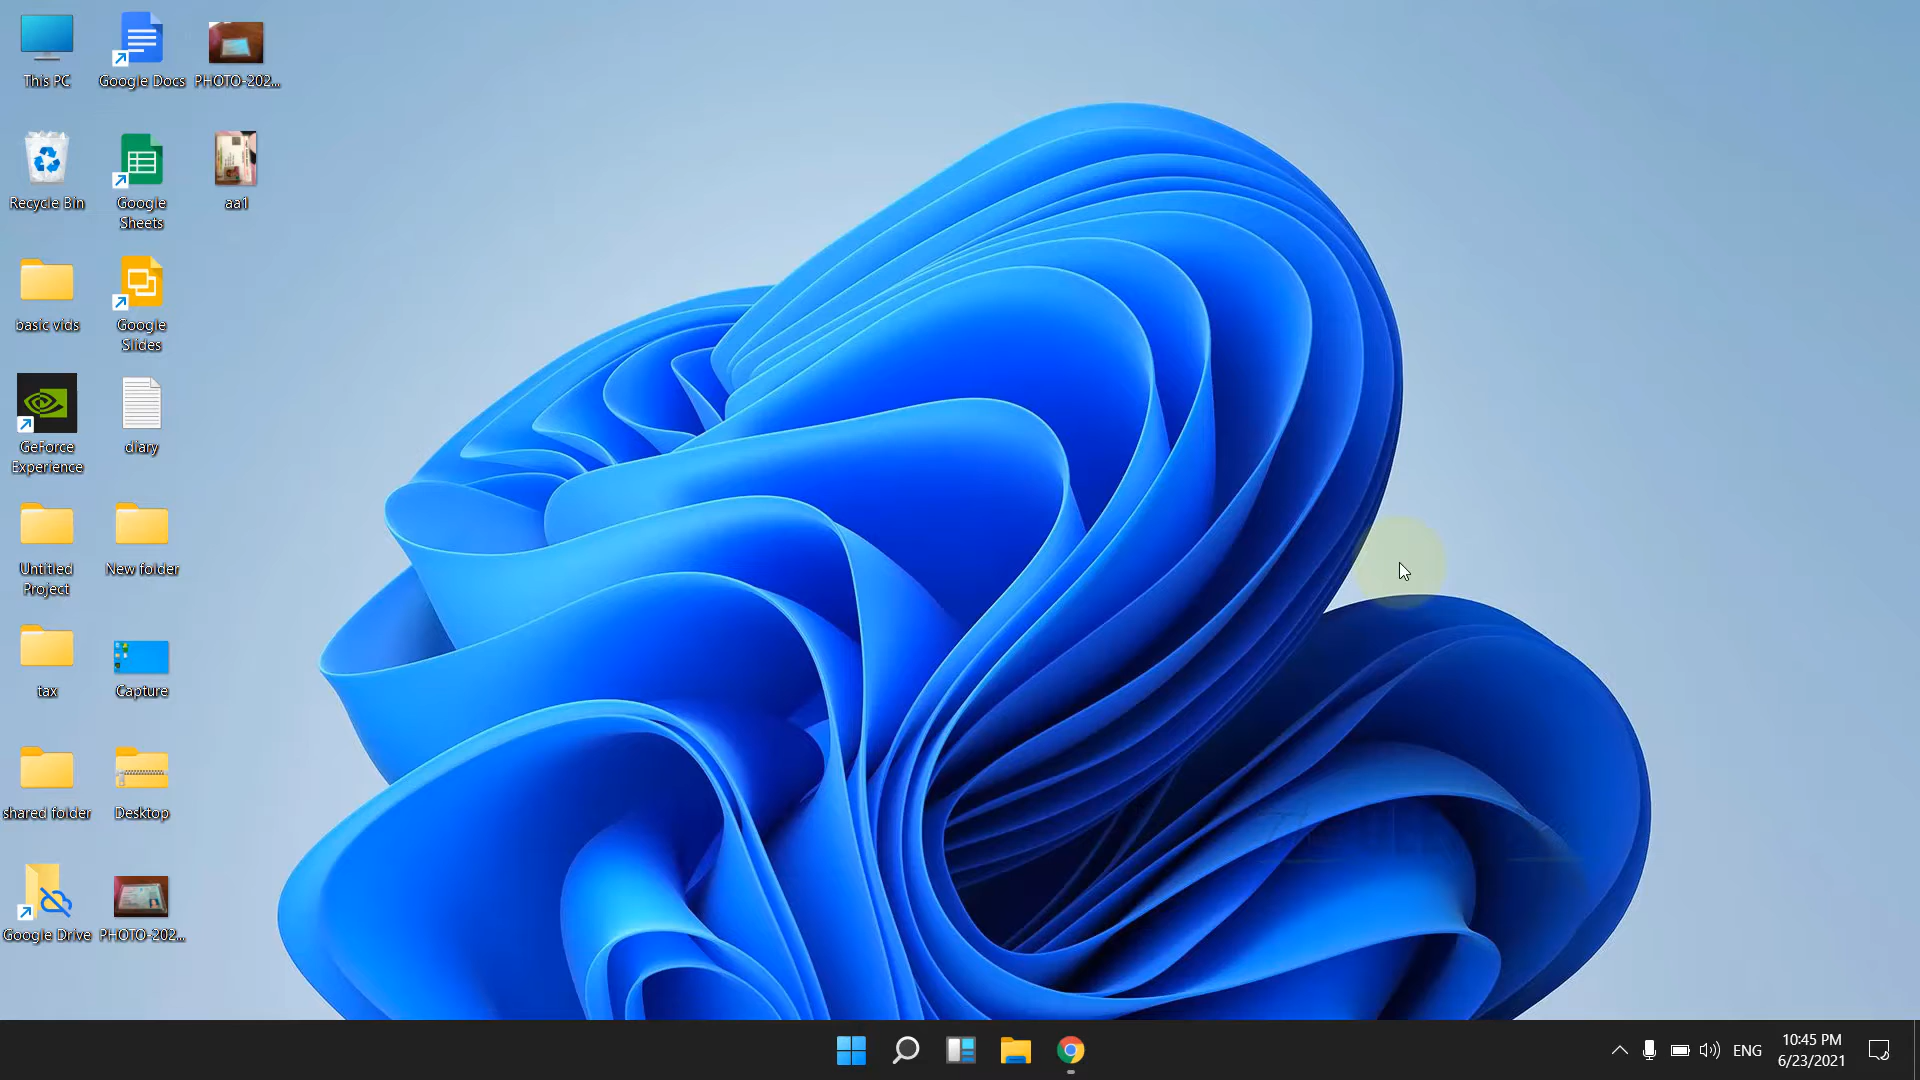 This PC
Google Docs
PHOTO-202...
Recycle Bin
Google
Sheets
aa1
basic vids
Google
Slides
GeForce
Experience
diary
Untitled
Project
New folder
tax
Capture
shared folder
Desktop
Google Drive
PHOTO-202...
ENG
10:45 PM
6/23/2021